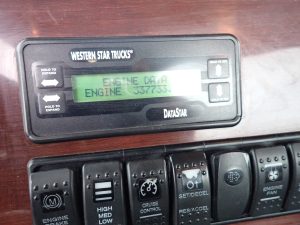 WESTERN STAR TRUCKS
HOLD TO EXPAND
HOLD TO EXPAND
ENGINE DATA
ENGINE 337733.
DATASTAR
ENGINE BRAKE
HIGH
MED
LOW
CRUISE CONTROL
SET/DECEL
RES/ACCEL
ENGINE FAN